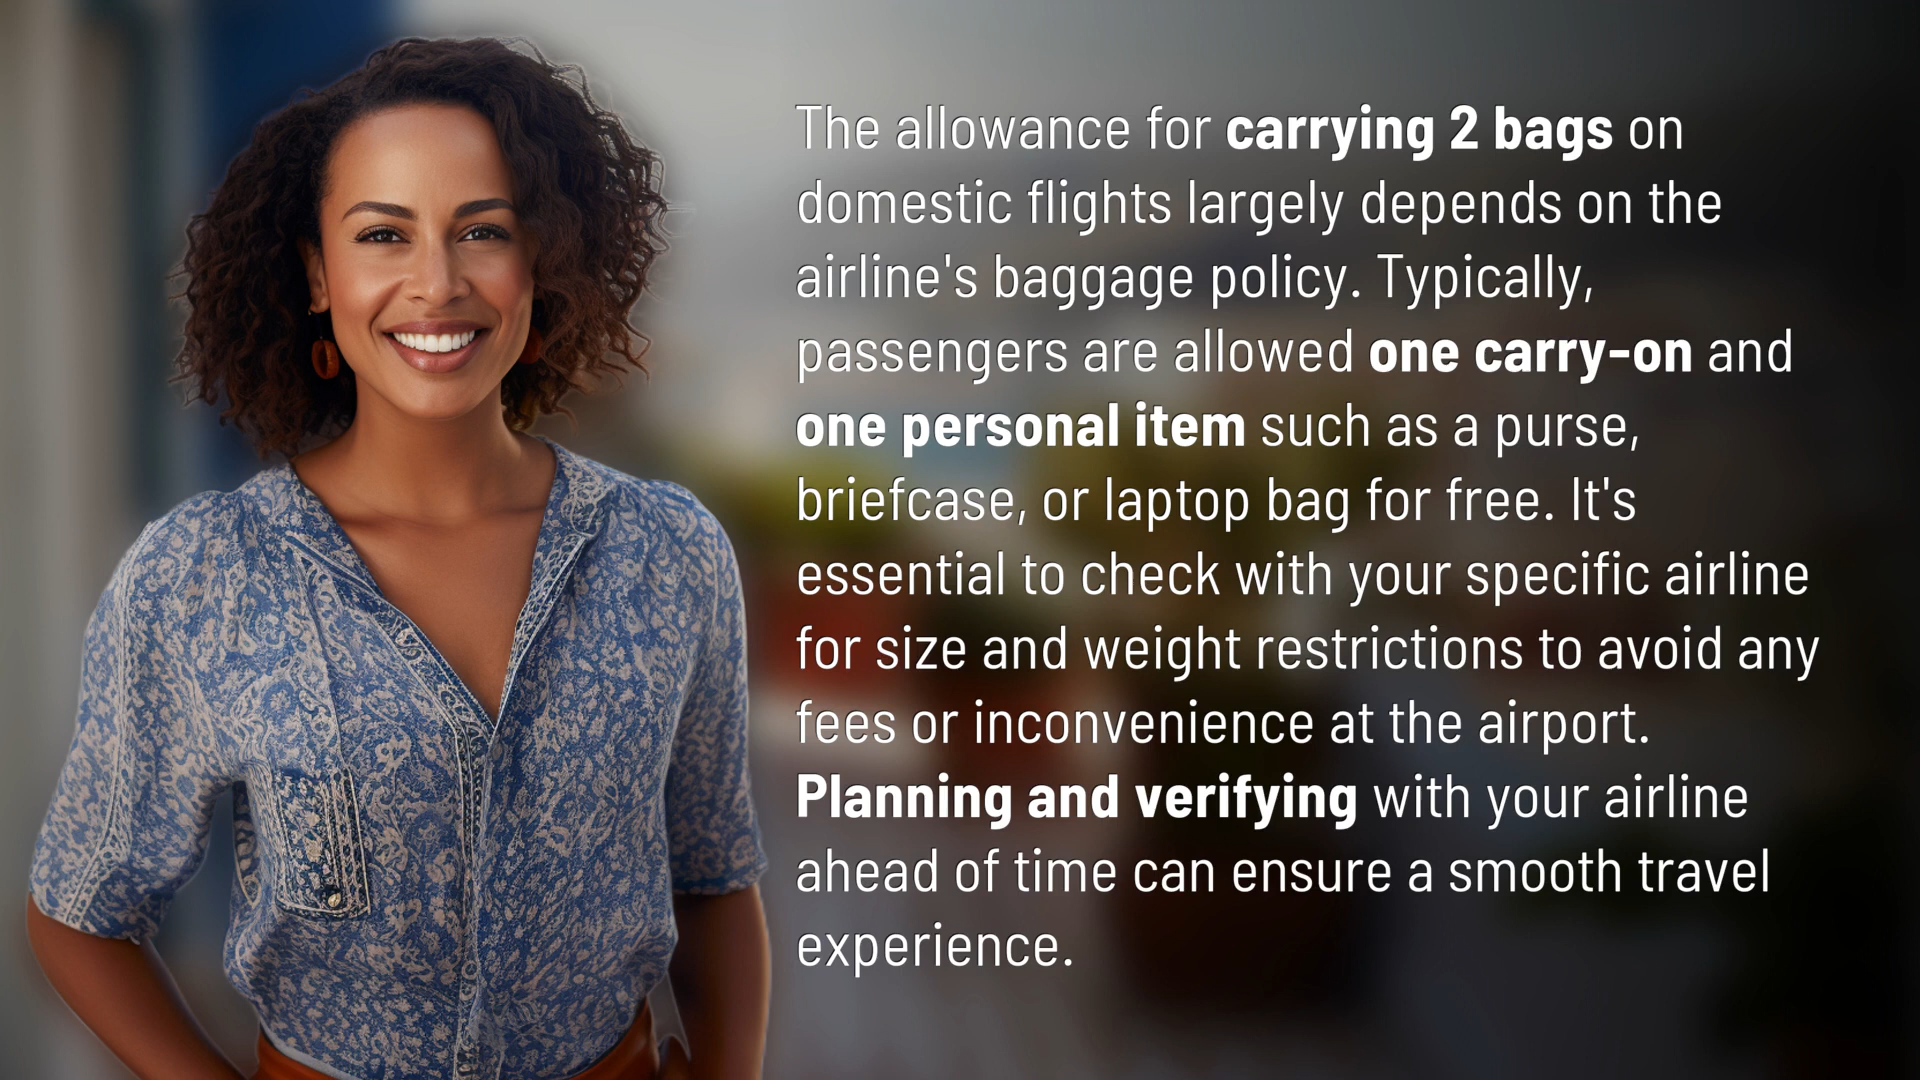 The allowance for carrying 2 bags on
domestic flights largely depends on the
airline's baggage policy. Typically,
passengers are allowed one carry-on and
one personal item such as a purse,
briefcase, or laptop bag for free. It's
essential to check with your specific airline
for size and weight restrictions to avoid any
fees or inconvenience at the airport.
Planning and verifying with your airline
ahead of time can ensure a smooth travel
experience.